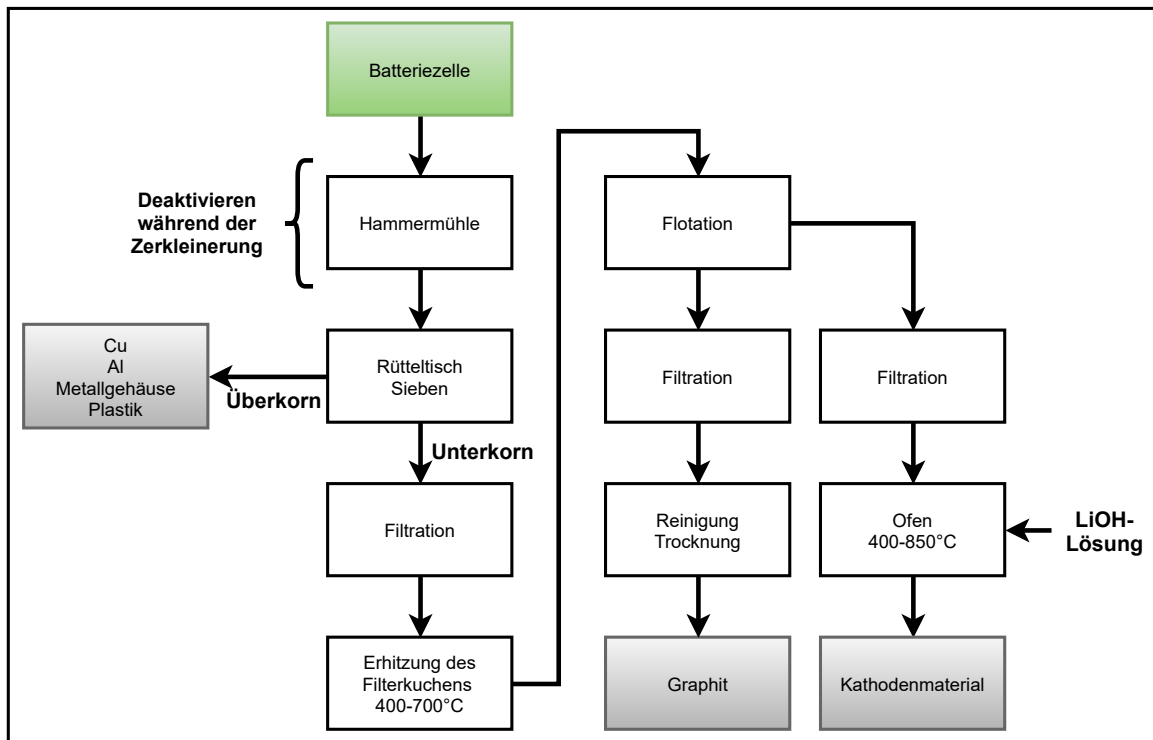 Batteriezelle
Deaktivieren
während der
Zerkleinerung
Hammermühle
Cu
Al
Metallgehäuse
Plastik
Überkorn
Rütteltisch
Sieben
Unterkorn
Filtration
Erhitzung des
Filterkuchens
400-700°C
Flotation
Filtration
Reinigung
Trocknung
Graphit
Filtration
Ofen
400-850°C
LiOH-
Lösung
Kathodenmaterial